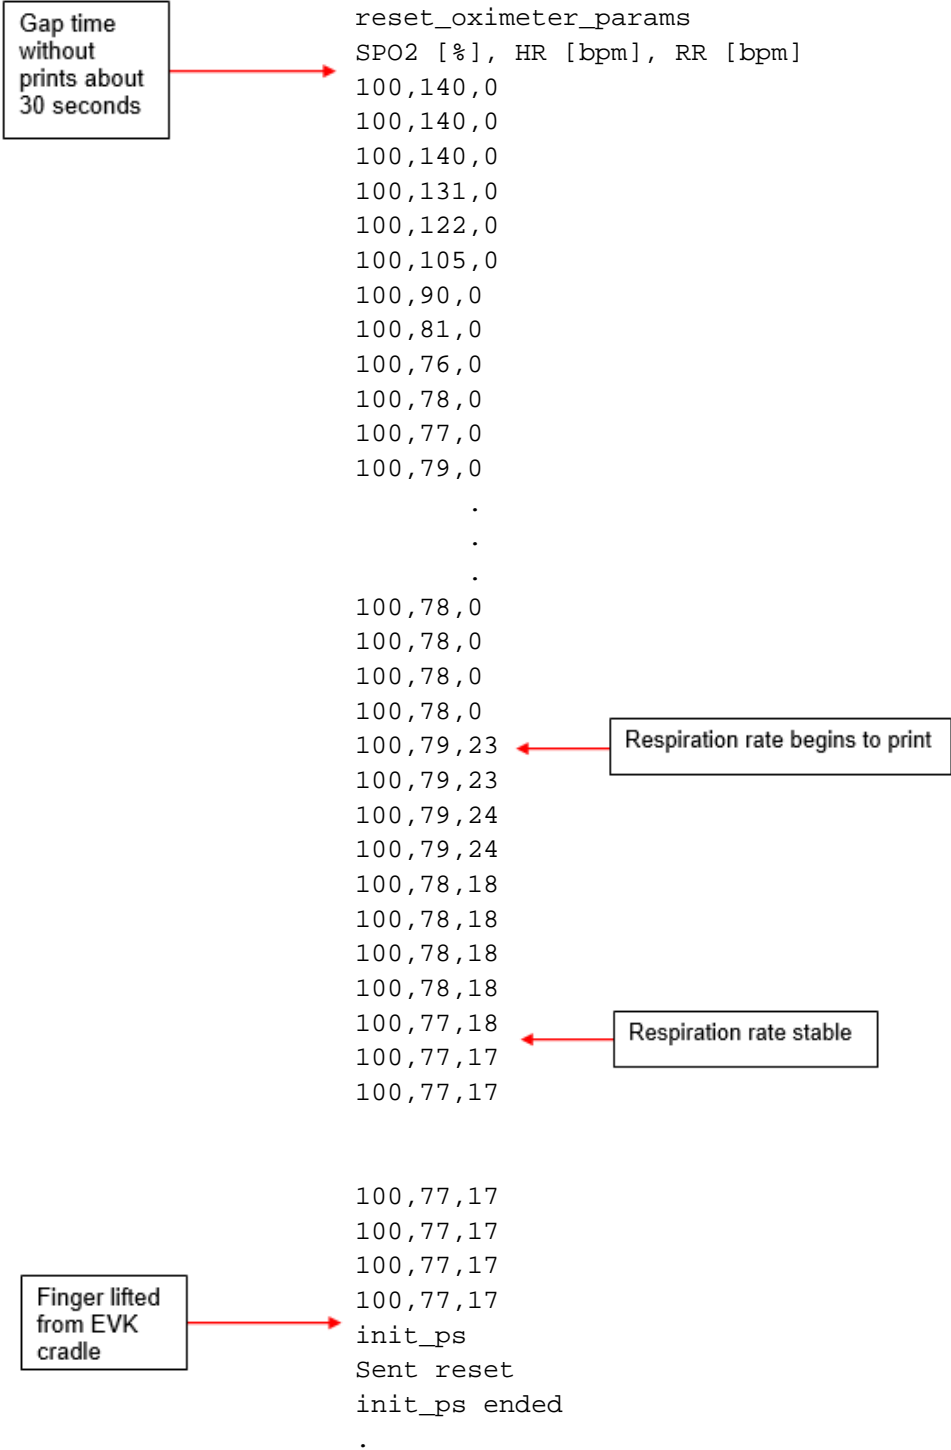 Gap time
without
prints about
30 seconds
reset_oximeter_params
SPO2 [%], HR [bpm], RR [bpm]
100,140,0
100,140,0
100,140,0
100,131,0
100,122,0
100,105,0
100,90,0
100,81,0
100,76,0
100,78,0
100,77,0
100,79,0
.
.
.
100,78,0
100,78,0
100,78,0
100,78,0
100,79,23
Respiration rate begins to print
100,79,23
100,79,24
100,79,24
100,78,18
100,78,18
100,78,18
100,78,18
100,77,18
Respiration rate stable
100,77,17
100,77,17
100,77,17
100,77,17
100,77,17
100,77,17
Finger lifted
from EVK
cradle
init_ps
Sent reset
init_ps ended
.